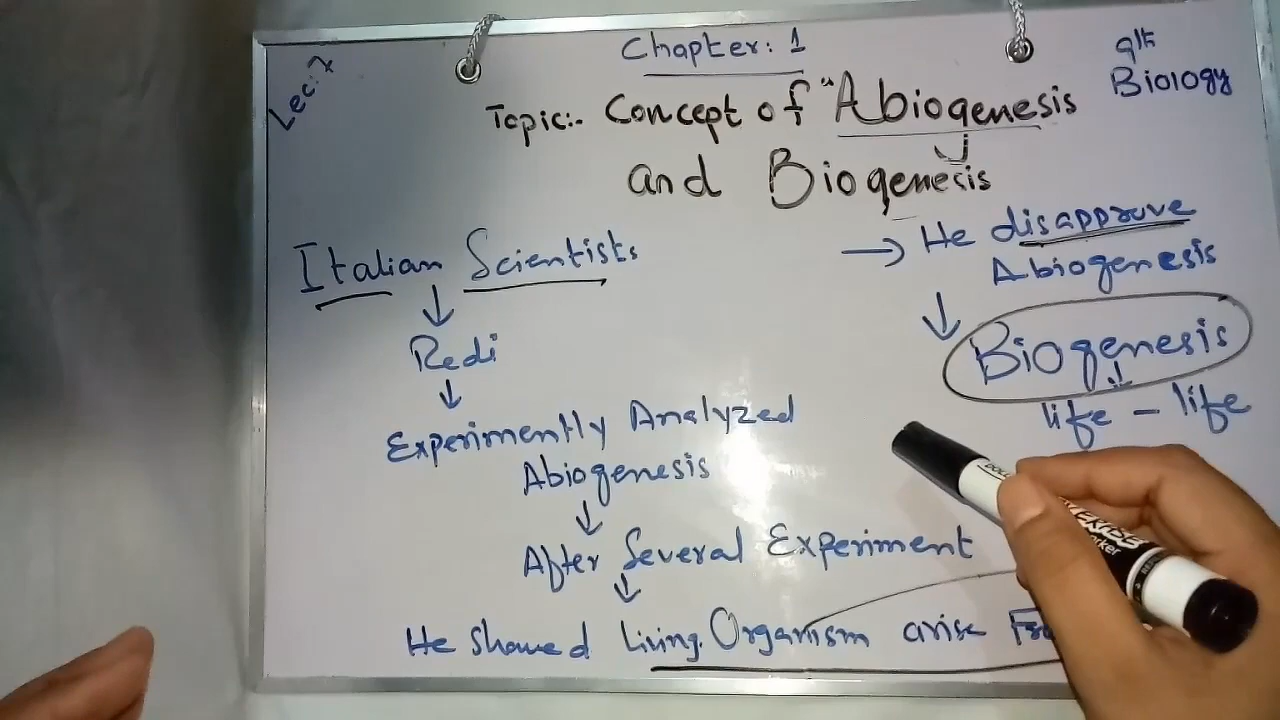 Lec:7
Chapter: 1
9th
Biology
Topic:- Concept of "Abiogenesis
and Biogenesis
Italian Scientists
Redi
Experimently Analyzed
Abiogenesis
After Several Experiment
He showed living Organism arise
→ He disapprove
Abiogenesis
Biogenesis
life – life